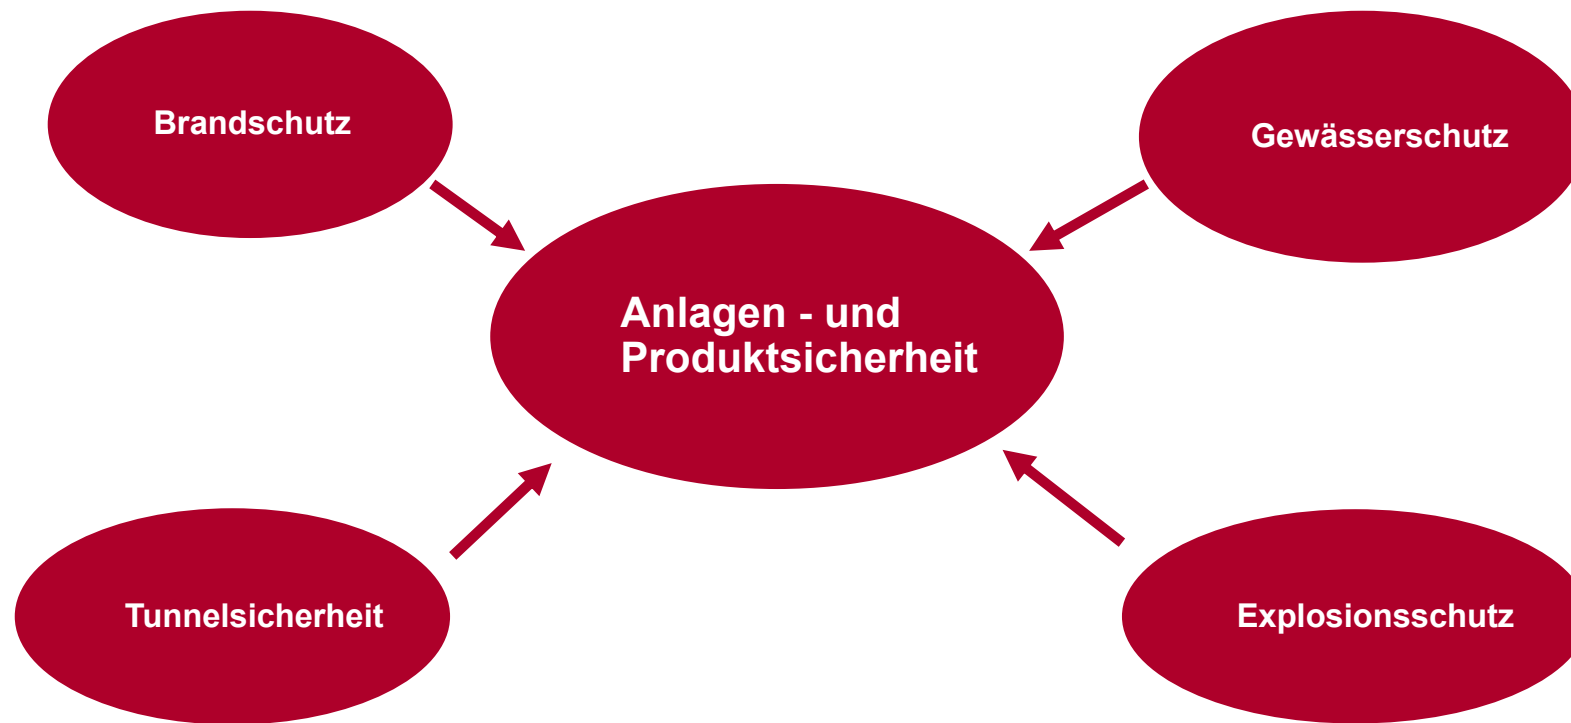 Brandschutz
Gewässerschutz
Anlagen - und
Produktsicherheit
Tunnelsicherheit
Explosionsschutz